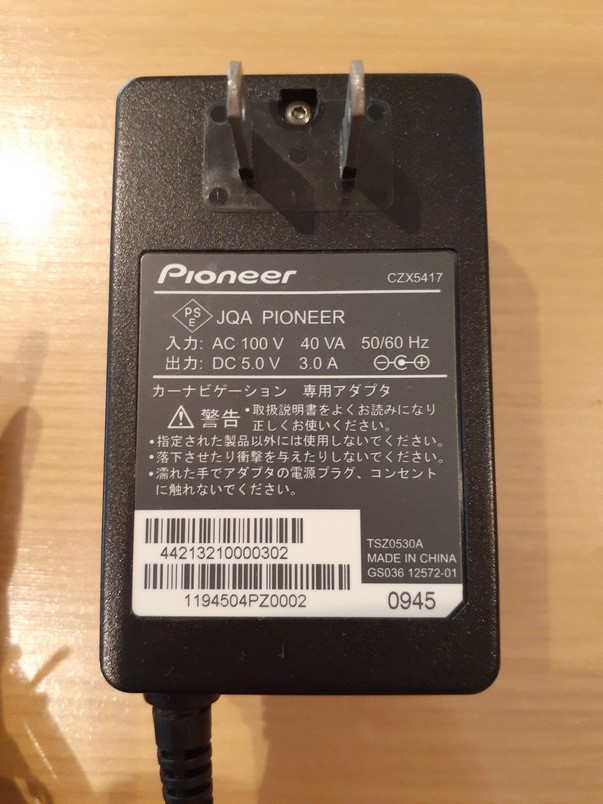 Pioneer CZX5417
PS
E
JQA PIONEER
入力: AC 100 V 40 VA 50/60 Hz
出力: DC 5.0 V 3.0 A
カーナビゲーション 専用アダプタ
警告 •取扱説明書をよくお読みになり
正しくお使いください。
•指定された製品以外には使用しないでください。
•落下させたり衝撃を与えたりしないでください。
•濡れた手でアダプタの電源プラグ、コンセント
に触れないでください。
44213210000302
TSZ0530A
MADE IN CHINA
GS036 12572-01
1194504PZ0002
0945